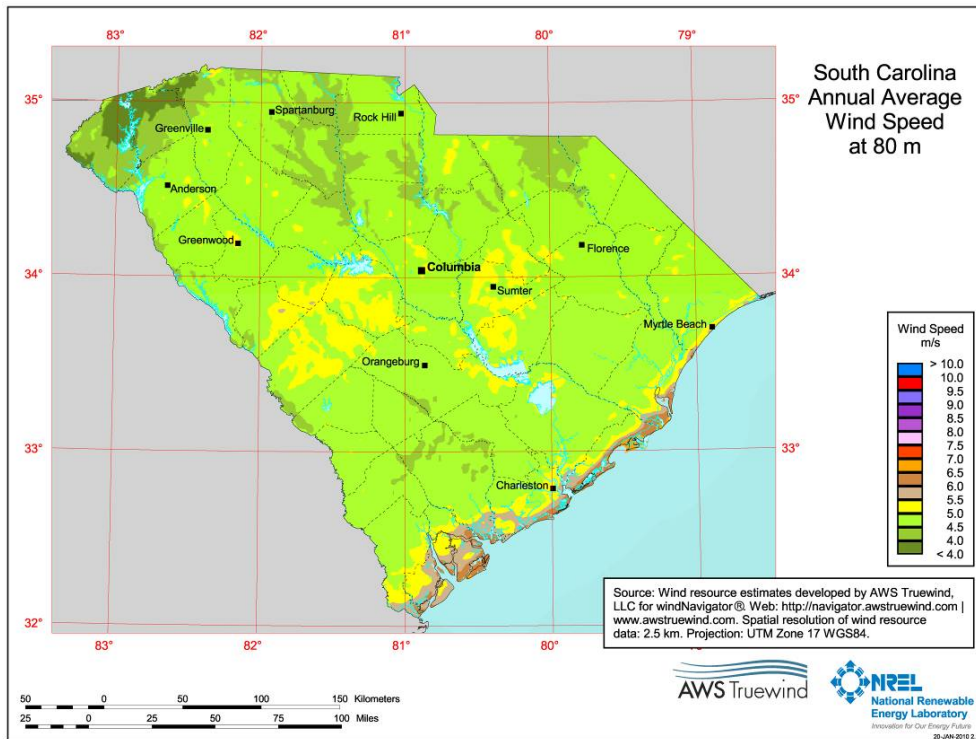 South Carolina
Annual Average
Wind Speed
at 80 m
83°
82°
81°
80°
79°
35°
35°
Spartanburg
Rock Hill
Greenville
Anderson
Greenwood
Florence
34°
34°
Columbia
Sumter
Myrtle Beach
Orangeburg
33°
33°
Charleston
32°
83°
82°
81°
80°
Wind Speed
m/s
> 10.0
10.0
9.5
9.0
8.5
8.0
7.5
7.0
6.5
6.0
5.5
5.0
4.5
4.0
< 4.0
Source: Wind resource estimates developed by AWS Truewind,
LLC for windNavigator®. Web: http://navigator.awstruewind.com |
www.awstruewind.com. Spatial resolution of wind resource
data: 2.5 km. Projection: UTM Zone 17 WGS84.
50 0 50 100 150 Kilometers
25 0 25 50 75 100 Miles
AWS Truewind
NREL
National Renewable
Energy Laboratory
Innovation for Our Energy Future